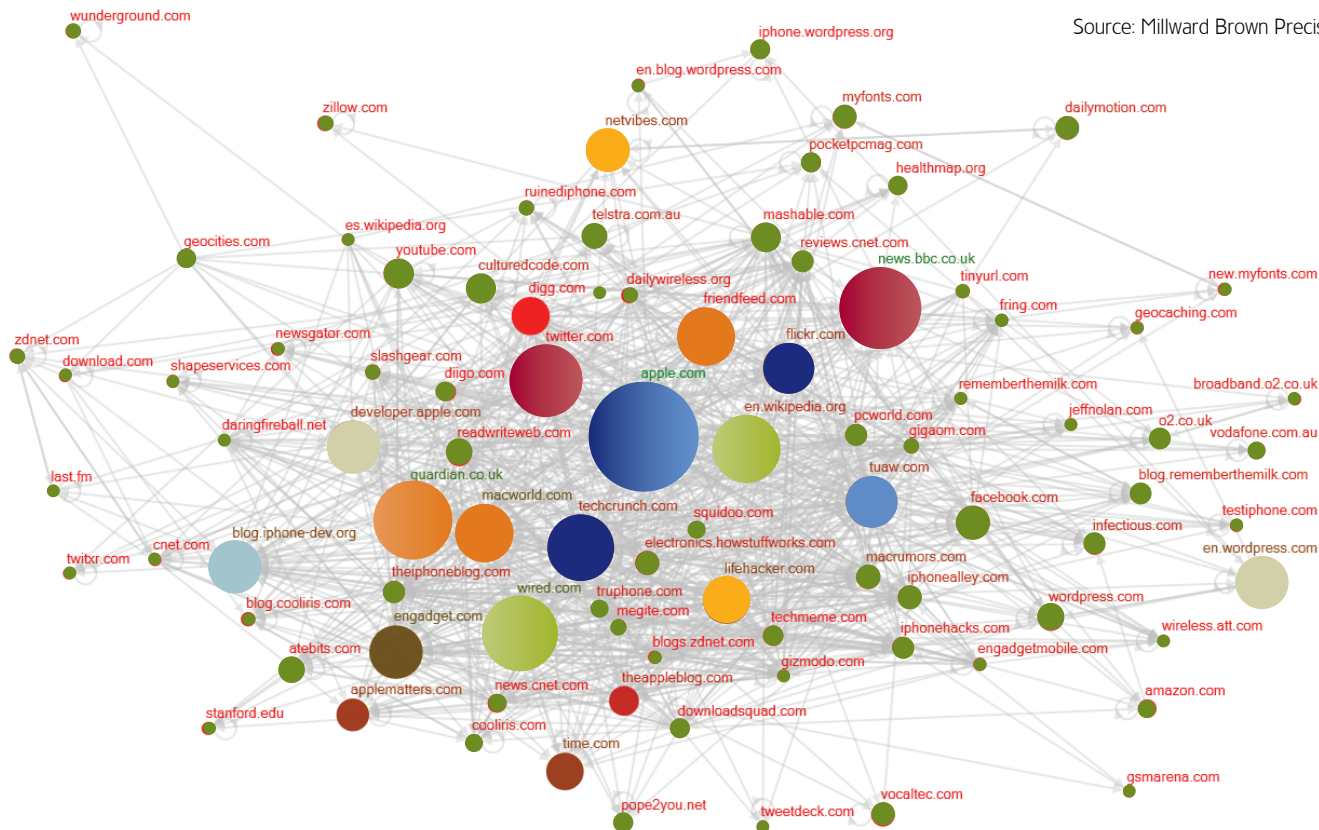 wunderground.com
Source: Millward Brown Precis
iphone.wordpress.org
en.blog.wordpress.com
myfonts.com
zillow.com
dailymotion.com
netvibes.com
pocketpcmag.com
healthmap.org
ruinediphone.com
telstra.com.au
mashable.com
es.wikipedia.org
geocities.com
youtube.com
reviews.cnet.com
news.bbc.co.uk
culturedcode.com
dailywireless.org
tinyurl.com
new.myfonts.com
digg.com
friendfeed.com
fring.com
geocaching.com
zdnet.com
newsgator.com
twitter.com
flickr.com
download.com
shapeservices.com
slashgear.com
diigo.com
apple.com
rememberthemilk.com
broadband.o2.co.uk
developer.apple.com
en.wikipedia.org
pcworld.com
jeffnolan.com
daringfireball.net
readwriteweb.com
gigaom.com
o2.co.uk
vodafone.com.au
last.fm
guardian.co.uk
tuaw.com
blog.rememberthemilk.com
macworld.com
techcrunch.com
squidoo.com
facebook.com
testiphone.com
blog.iphone-dev.org
infectious.com
twitxr.com
cnet.com
electronics.howstuffworks.com
macrumors.com
en.wordpress.com
theiphoneblog.com
lifehacker.com
iphonealley.com
blog.cooliris.com
wired.com
truphone.com
wordpress.com
engadget.com
megite.com
techmeme.com
wireless.att.com
atebits.com
blogs.zdnet.com
iphonehacks.com
engadgetmobile.com
gizmodo.com
applematters.com
news.cnet.com
theappleblog.com
amazon.com
stanford.edu
cooliris.com
downloadsquad.com
time.com
gsmarena.com
pope2you.net
tweetdeck.com
vocaltec.com